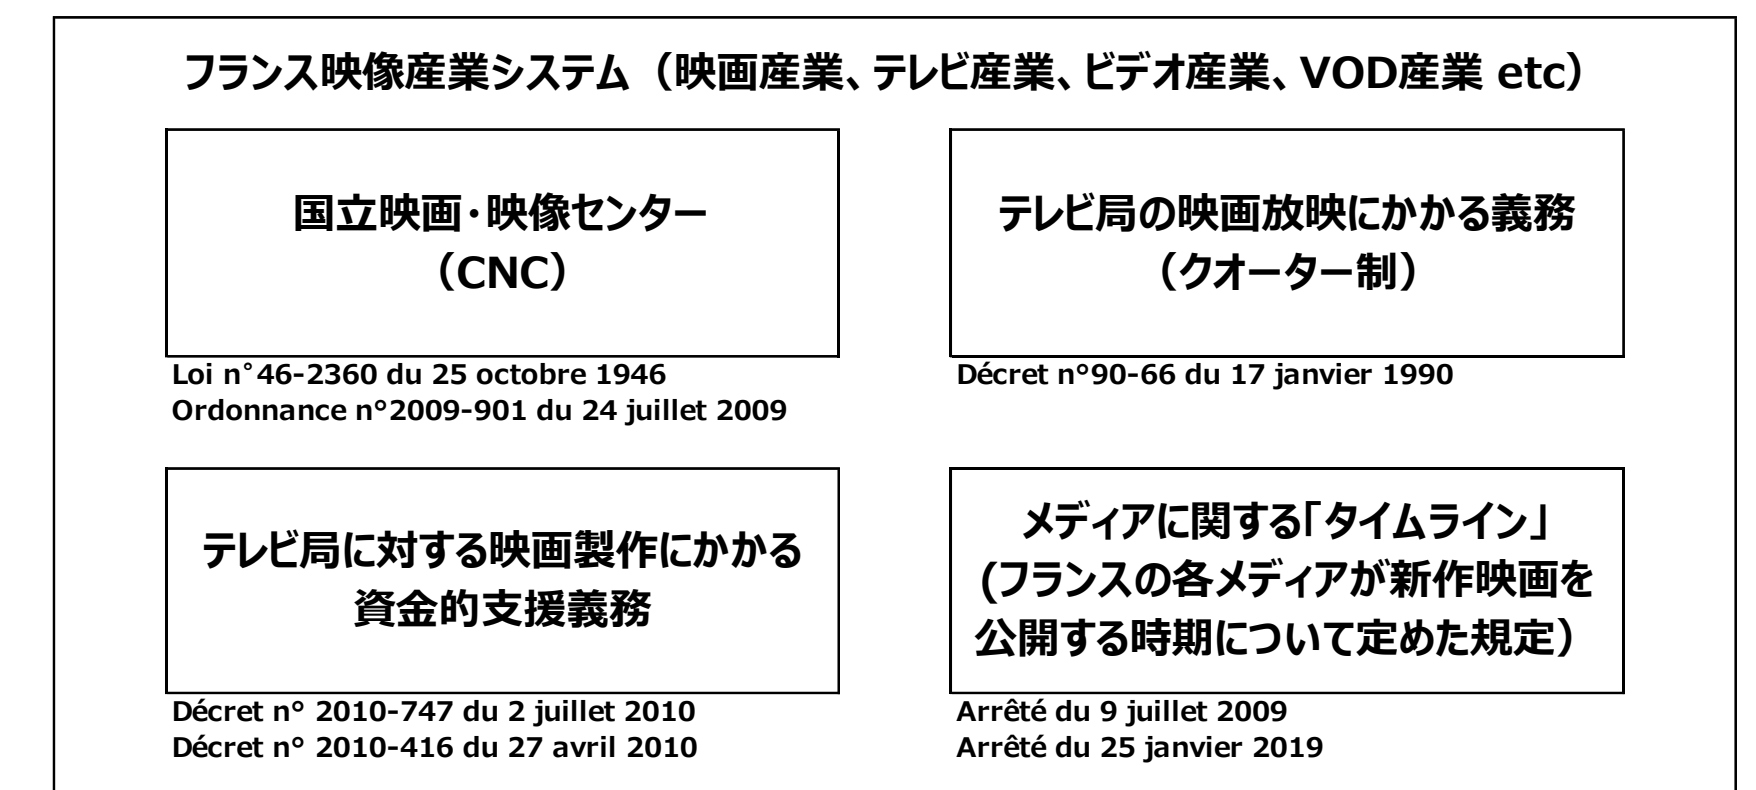 フランス映像産業システム（映画産業、テレビ産業、ビデオ産業、VOD産業 etc）
国立映画・映像センター
（CNC）
Loi n°46-2360 du 25 octobre 1946
Ordonnance n°2009-901 du 24 juillet 2009
テレビ局の映画放映にかかる義務
（クオーター制）
Décret n°90-66 du 17 janvier 1990
テレビ局に対する映画製作にかかる
資金的支援義務
Décret n° 2010-747 du 2 juillet 2010
Décret n° 2010-416 du 27 avril 2010
メディアに関する「タイムライン」
(フランスの各メディアが新作映画を
公開する時期について定めた規定）
Arrêté du 9 juillet 2009
Arrêté du 25 janvier 2019